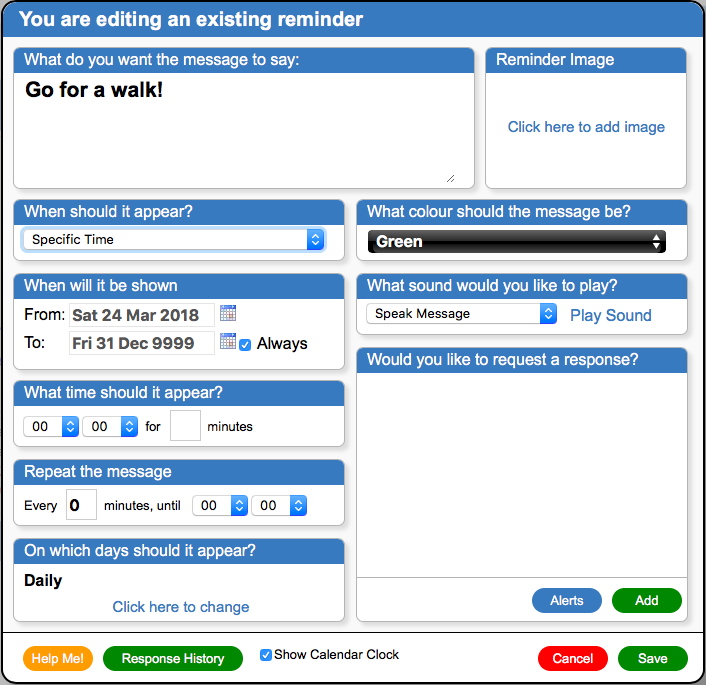 You are editing an existing reminder
What do you want the message to say:
Go for a walk!
Reminder Image
Click here to add image
When should it appear?
Specific Time
What colour should the message be?
Green
When will it be shown
From: Sat 24 Mar 2018
To: Fri 31 Dec 9999 Always
What sound would you like to play?
Speak Message Play Sound
What time should it appear?
00 00 for minutes
Repeat the message
Every 0 minutes, until 00 00
On which days should it appear?
Daily
Click here to change
Would you like to request a response?
Alerts Add
Help Me! Response History Show Calendar Clock Cancel Save